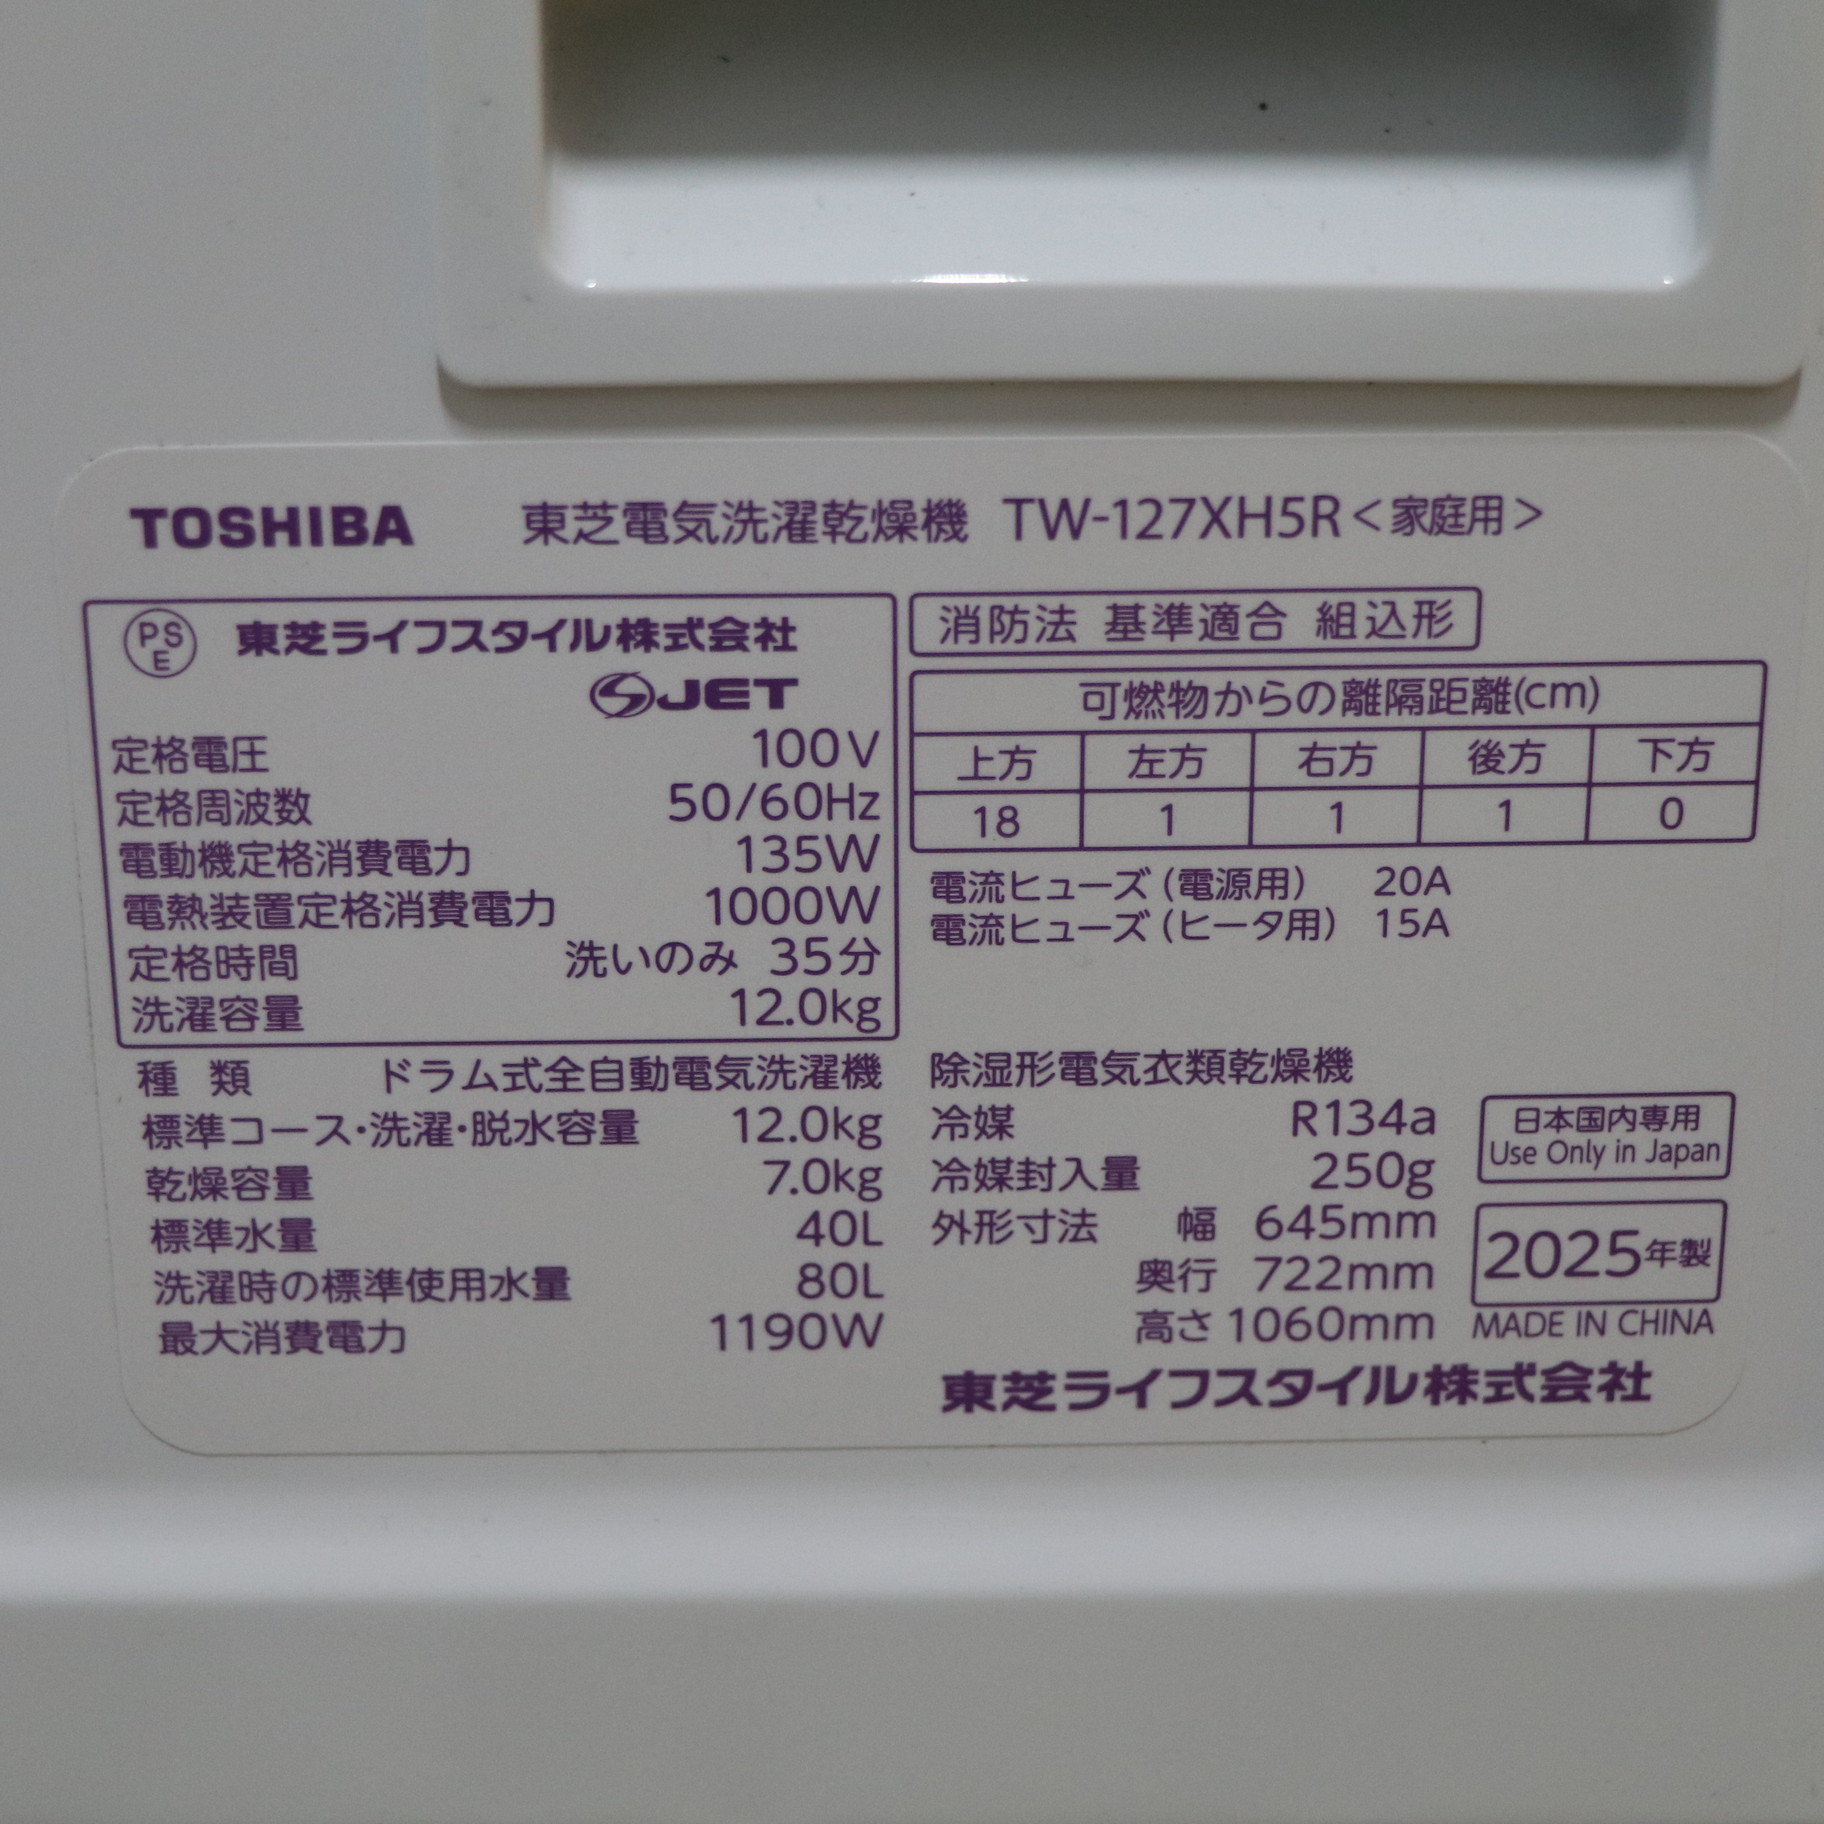 TOSHIBA 東芝電気洗濯乾燥機 TW-127XH5R<家庭用>
PSE 東芝ライフスタイル株式会社
S JET
定格電圧 100V
定格周波数 50/60Hz
電動機定格消費電力 135W
電熱装置定格消費電力 1000W
定格時間 洗いのみ 35分
洗濯容量 12.0kg
種類 ドラム式全自動電気洗濯機
標準コース・洗濯・脱水容量 12.0kg
乾燥容量 7.0kg
標準水量 40L
洗濯時の標準使用水量 80L
最大消費電力 1190W
消防法 基準適合 組込形
可燃物からの離隔距離(cm)
上方 左方 右方 後方 下方
18 1 1 1 0
電流ヒューズ(電源用) 20A
電流ヒューズ(ヒータ用) 15A
除湿形電気衣類乾燥機
冷媒 R134a
冷媒封入量 250g
外形寸法 幅 645mm
奥行 722mm
高さ 1060mm
日本国内専用
Use Only in Japan
2025年製
MADE IN CHINA
東芝ライフスタイル株式会社